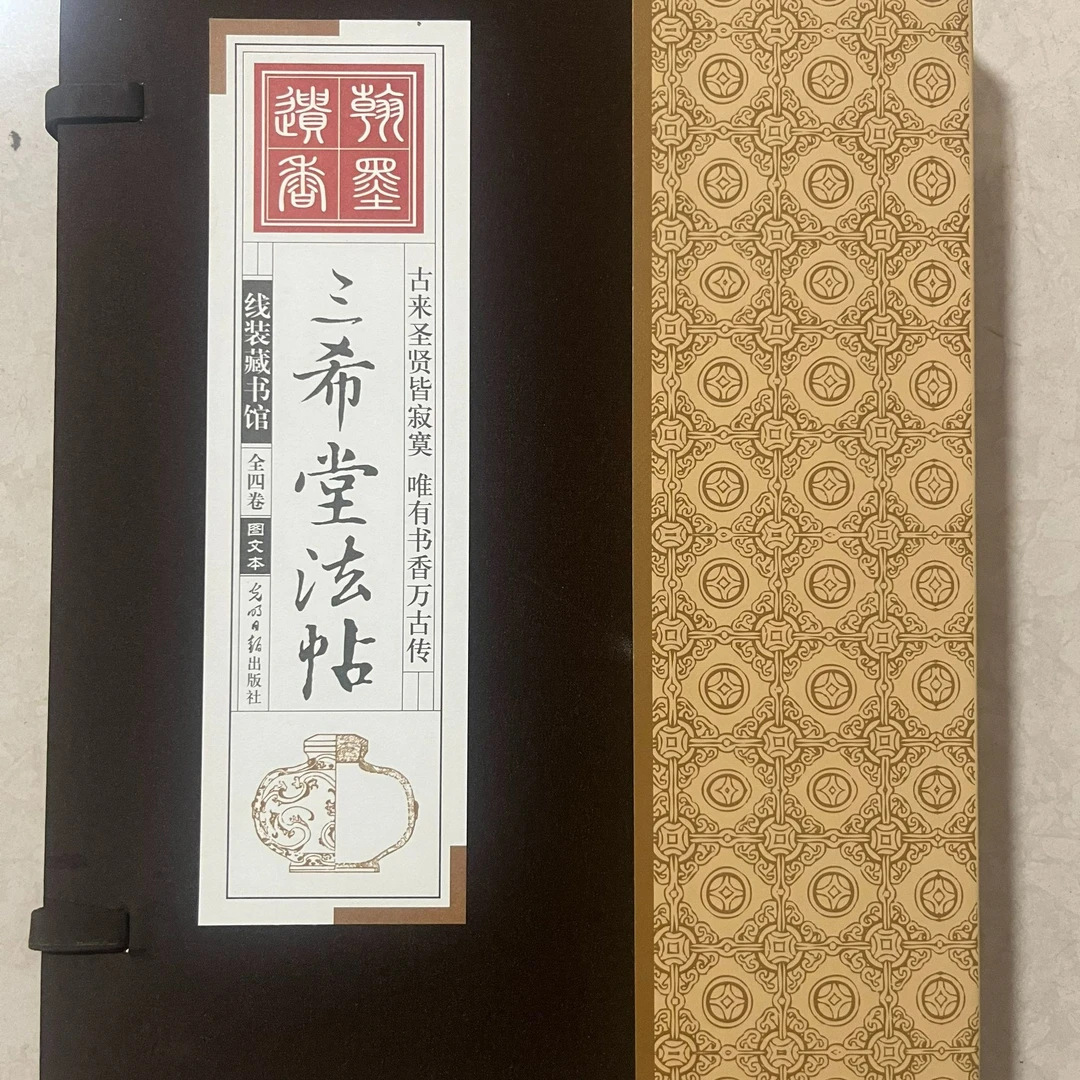 翰墨
遺香
古来圣贤皆寂寞 唯有书香万古传
三希堂法帖
线装藏书馆
全四卷
图文本
光明日报出版社